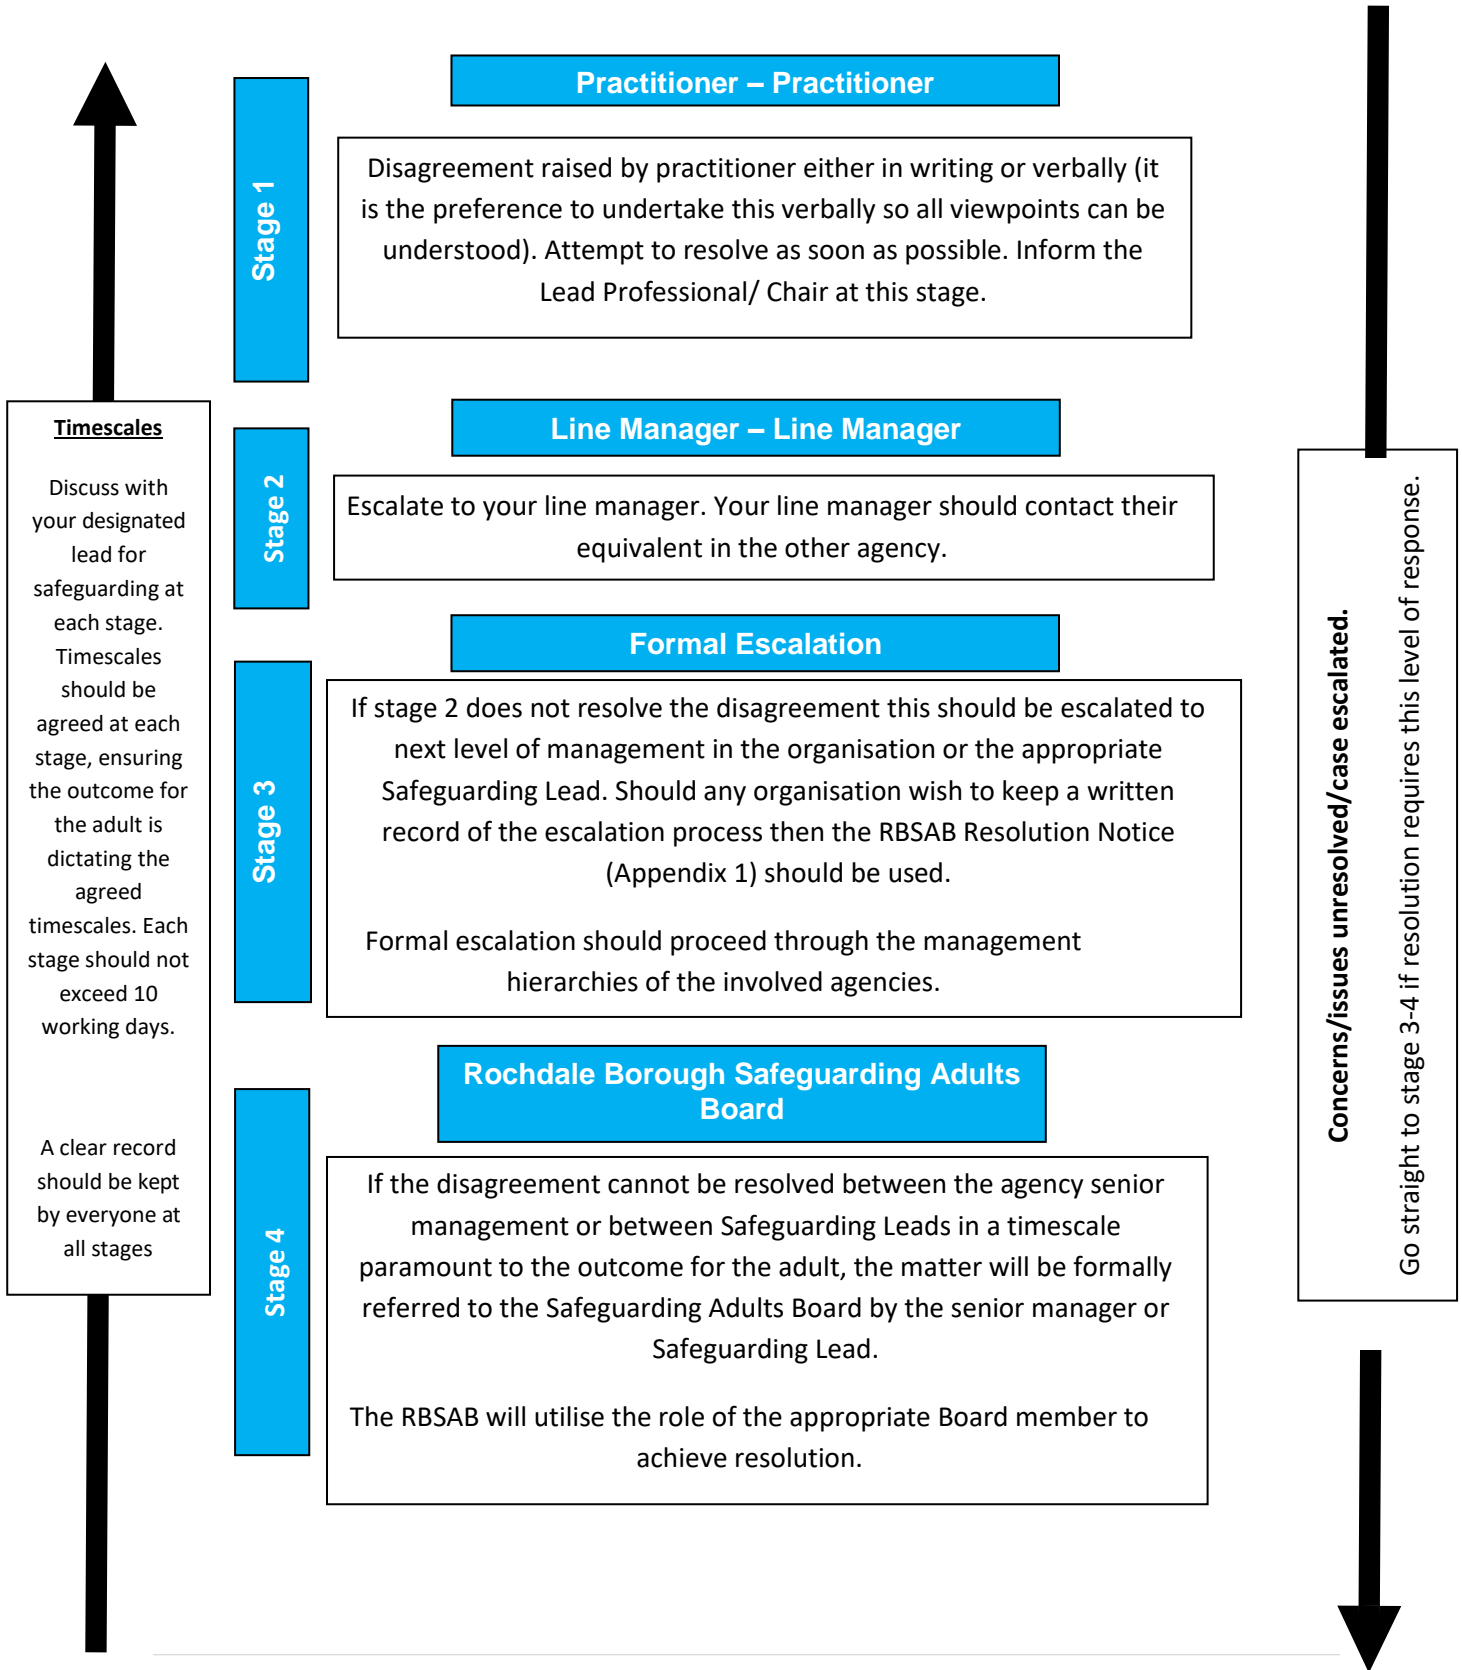 Practitioner – Practitioner
Stage 1
Disagreement raised by practitioner either in writing or verbally (it
is the preference to undertake this verbally so all viewpoints can be
understood). Attempt to resolve as soon as possible. Inform the
Lead Professional/ Chair at this stage.
Line Manager – Line Manager
Stage 2
Escalate to your line manager. Your line manager should contact their
equivalent in the other agency.
Formal Escalation
Stage 3
If stage 2 does not resolve the disagreement this should be escalated to
next level of management in the organisation or the appropriate
Safeguarding Lead. Should any organisation wish to keep a written
record of the escalation process then the RBSAB Resolution Notice
(Appendix 1) should be used.
Formal escalation should proceed through the management
hierarchies of the involved agencies.
Rochdale Borough Safeguarding Adults
Board
Stage 4
If the disagreement cannot be resolved between the agency senior
management or between Safeguarding Leads in a timescale
paramount to the outcome for the adult, the matter will be formally
referred to the Safeguarding Adults Board by the senior manager or
Safeguarding Lead.
The RBSAB will utilise the role of the appropriate Board member to
achieve resolution.
Timescales
Discuss with
your designated
lead for
safeguarding at
each stage.
Timescales
should be
agreed at each
stage, ensuring
the outcome for
the adult is
dictating the
agreed
timescales. Each
stage should not
exceed 10
working days.
A clear record
should be kept
by everyone at
all stages
Concerns/issues unresolved/case escalated.
Go straight to stage 3-4 if resolution requires this level of response.